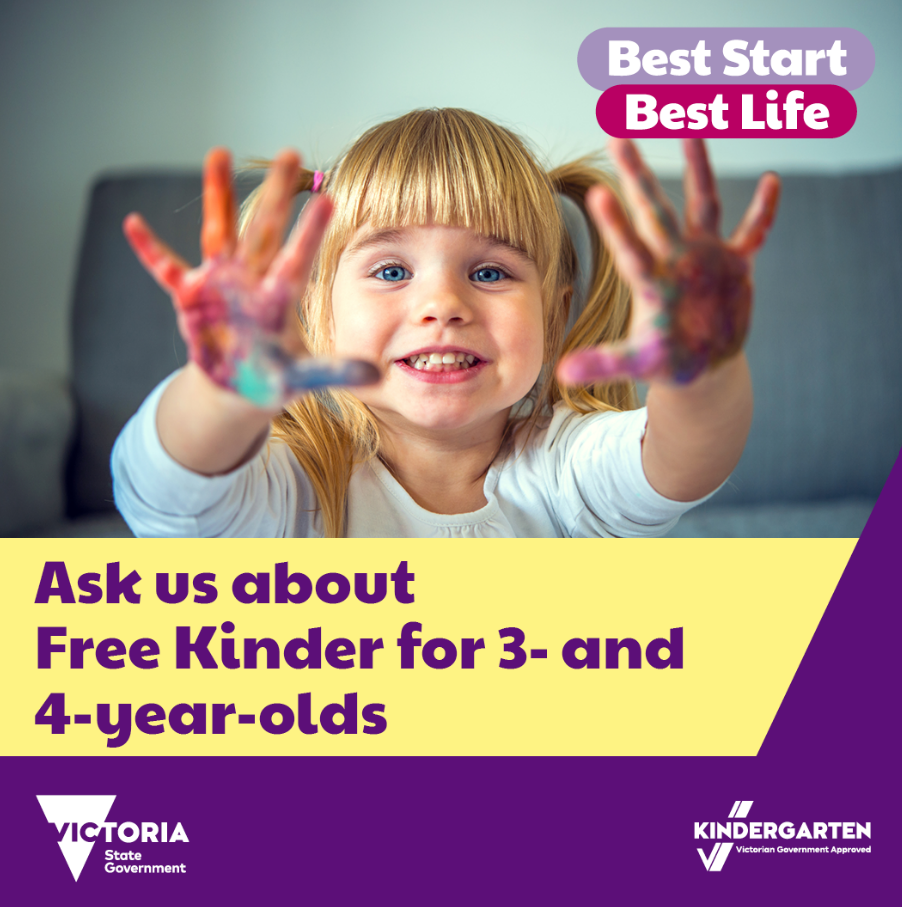 Best Start
Best Life
Ask us about
Free Kinder for 3- and
4-year-olds
VICTORIA
State
Government
KINDERGARTEN
Victorian Government Approved